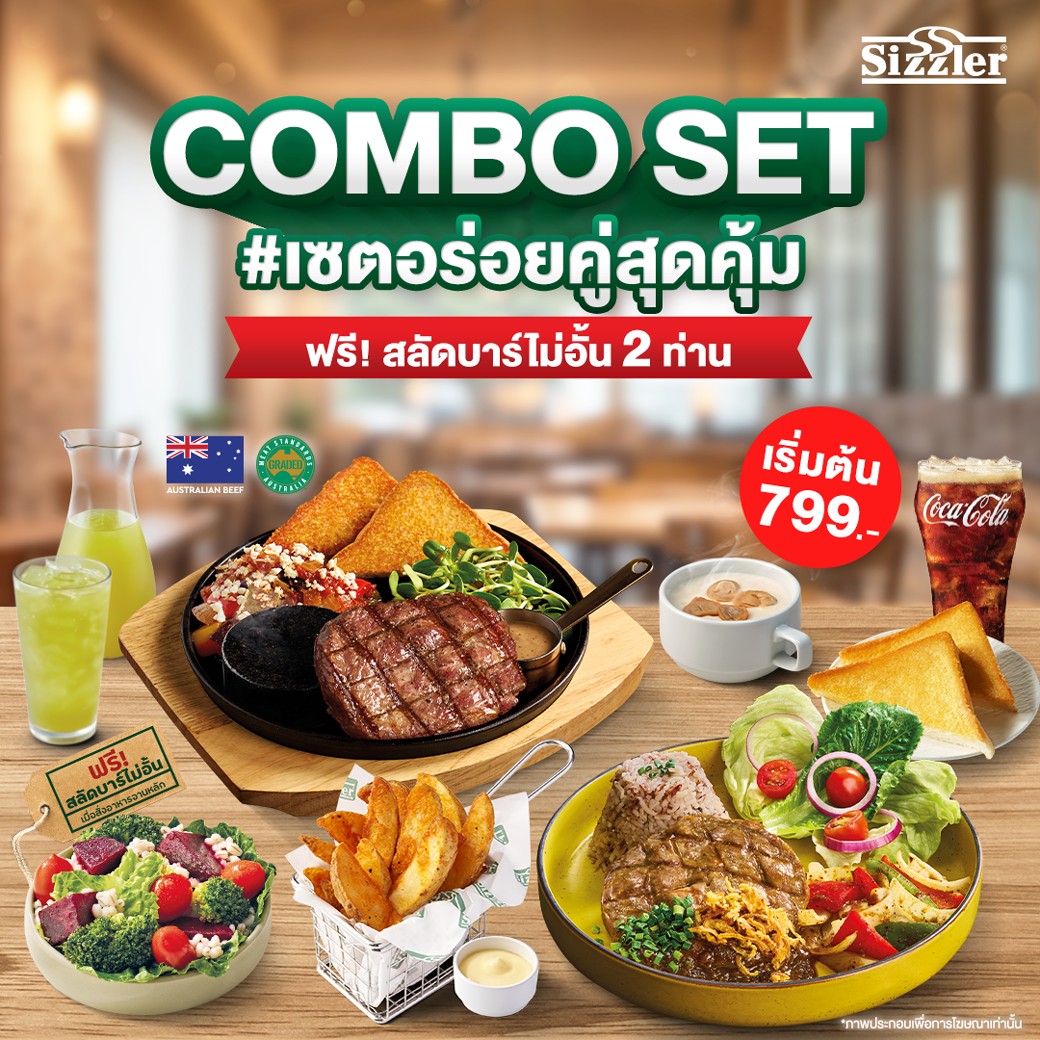 Sizzler
COMBO SET
#เซตอร่อยคู่สุดคุ้ม
ฟรี! สลัดบาร์ไม่อั้น 2 ท่าน
AUSTRALIAN BEEF
MEAT STANDARDS
GRADED
AUSTRALIA
เริ่มต้น
799.-
Coca-Cola
ฟรี!
สลัดบาร์ไม่อั้น
เมื่อสั่งอาหารจานหลัก
*ภาพประกอบเพื่อการโฆษณาเท่านั้น